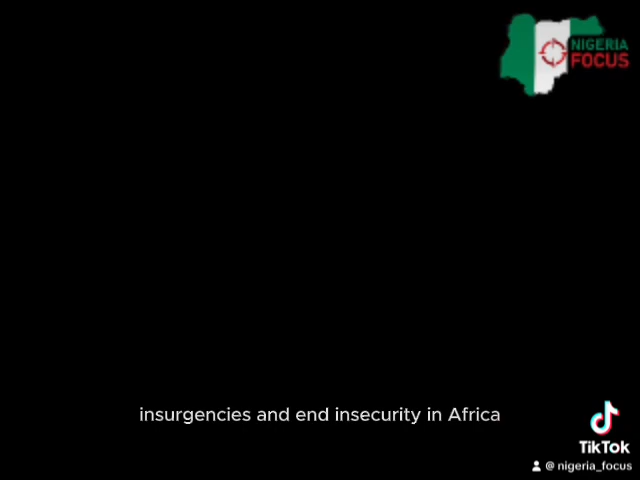 NIGERIA
FOCUS
insurgencies and end insecurity in Africa
TikTok
@nigeria_focus